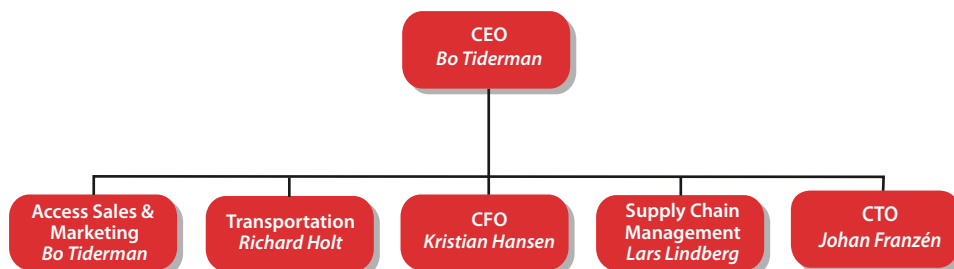 CEO
Bo Tiderman
Access Sales &
Marketing
Bo Tiderman
Transportation
Richard Holt
CFO
Kristian Hansen
Supply Chain
Management
Lars Lindberg
CTO
Johan Franzén